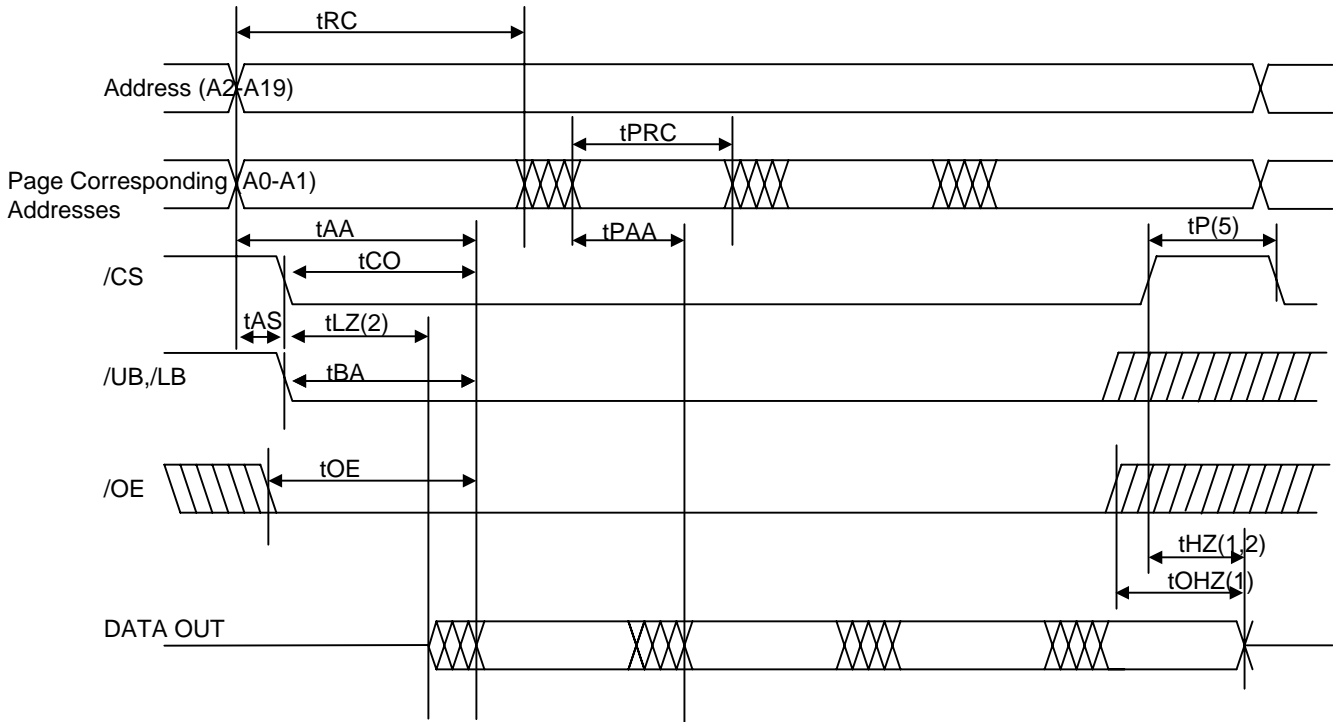 tRC
Address (A2-A19)
tPRC
Page Corresponding (A0-A1)
Addresses
tAA
tPAA
tP(5)
tCO
/CS
tAS
tLZ(2)
/UB,/LB
tBA
tOE
/OE
tHZ(1,2)
tOHZ(1)
DATA OUT